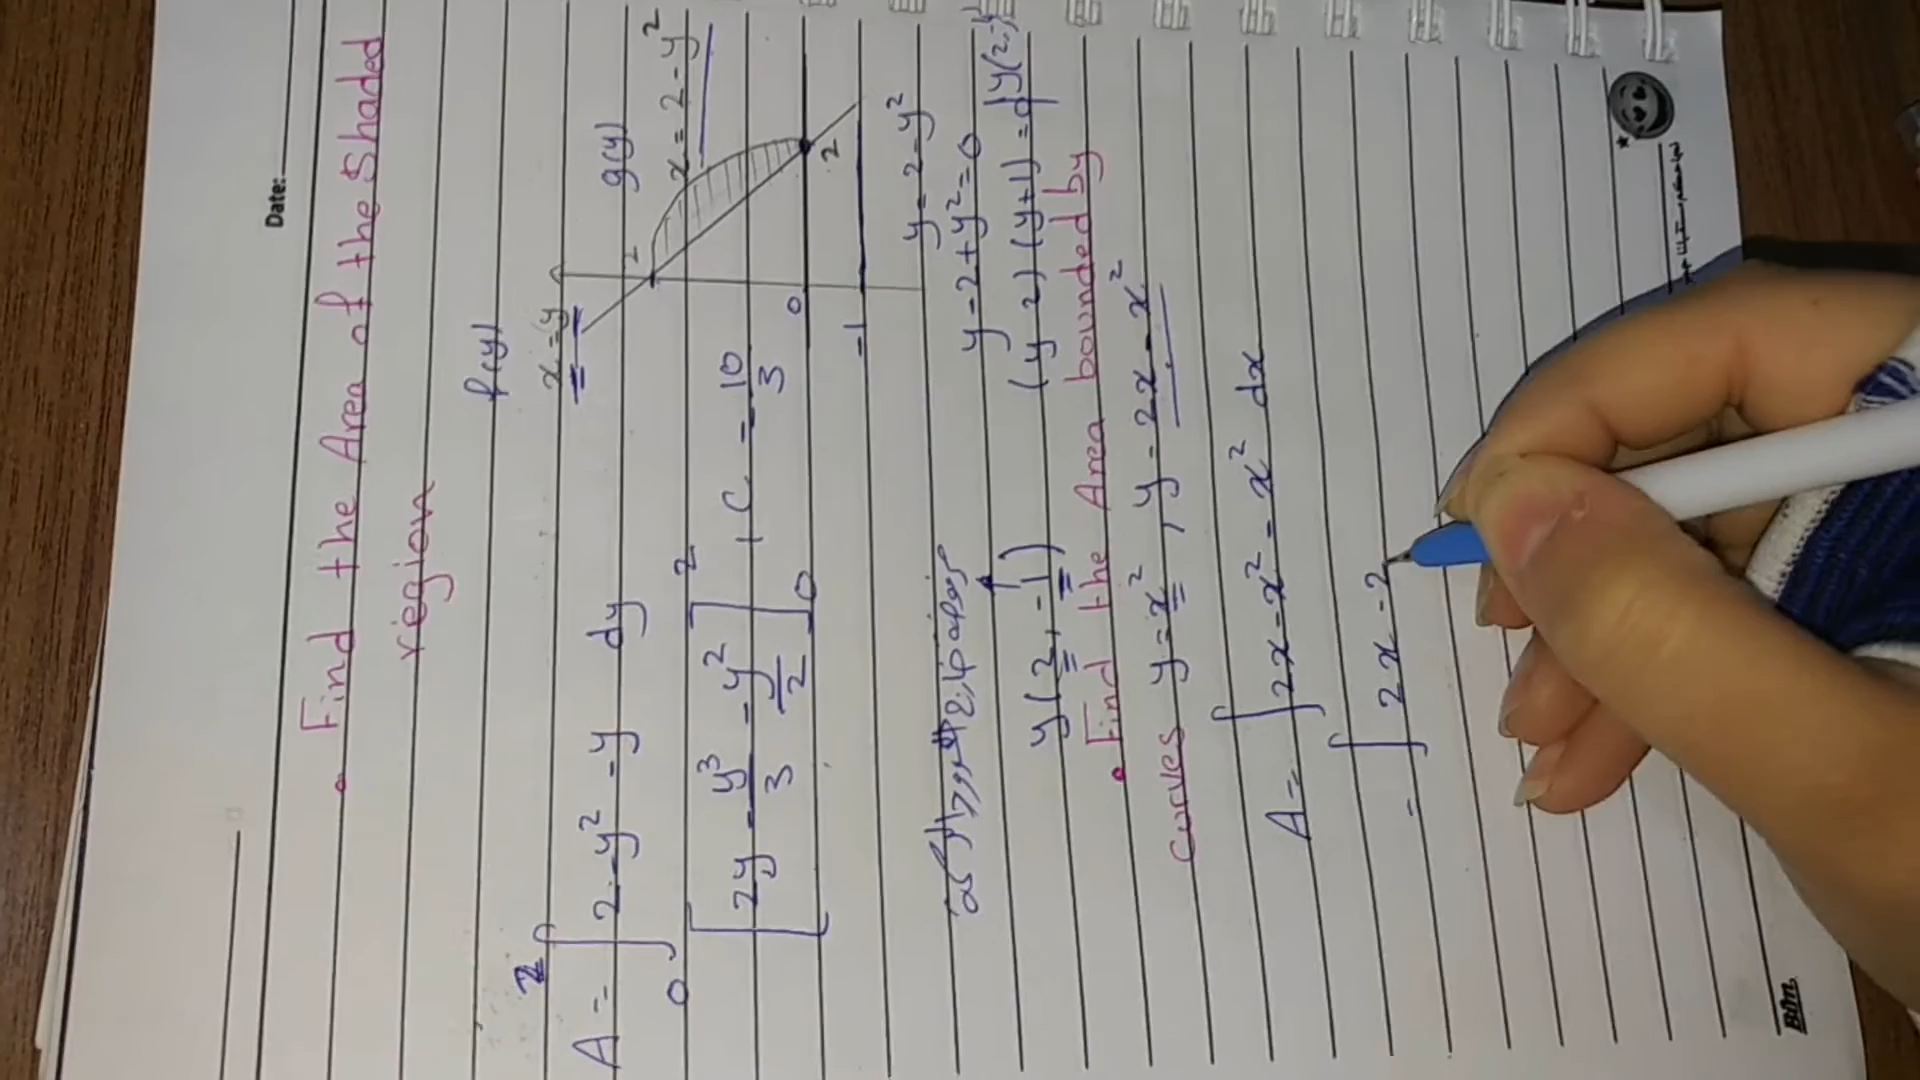 Date:
• Find the Area of the Shaded
region
f(y)
x = y
g(y)
x = 2 - y²
2
2
0
-1
A = ∫₀² 2 - y² - y dy
[2y - y³/3 - y²/2]₀² + C = 10/3
y = 2 - y²
y - 2 + y² = 0
(y 2) (y+1) = 0
y(2, -1)
• Find the Area bounded by
curves y = x² , y = 2x - x²
A = ∫ 2x - x² - x² dx
= ∫ 2x - 2